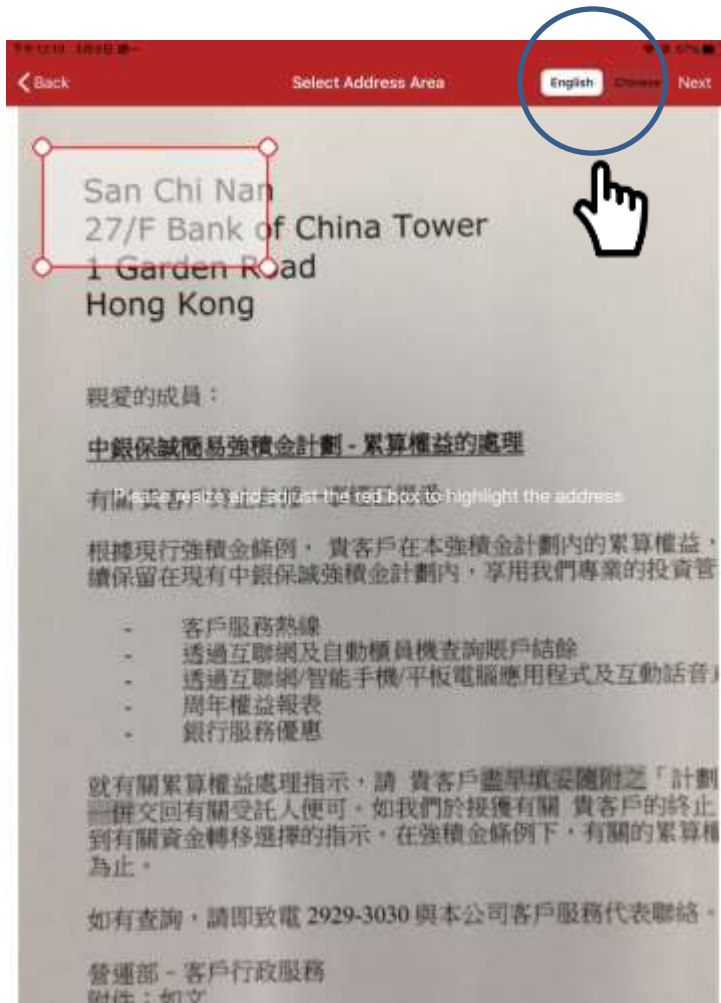 Back
Select Address Area
English
Chinese
Next
San Chi Nan
27/F Bank of China Tower
1 Garden Road
Hong Kong
親愛的成員：
中銀保誠簡易強積金計劃 - 累算權益的處理
Please resize and adjust the red box to highlight the address
有關 貴客戶終止
根據現行強積金條例， 貴客戶在本強積金計劃內的累算權益，
續保留在現有中銀保誠強積金計劃內，享用我們專業的投資管
- 客戶服務熱線
- 透過互聯網及自動櫃員機查詢賬戶結餘
- 透過互聯網/智能手機/平板電腦應用程式及互動話音
- 周年權益報表
- 銀行服務優惠
就有關累算權益處理指示，請 貴客戶盡早填妥隨附之「計劃
一併交回有關受託人便可。如我們於接獲有關 貴客戶的終止
到有關資金轉移選擇的指示，在強積金條例下，有關的累算權
為止。
如有查詢，請即致電 2929-3030 與本公司客戶服務代表聯絡。
營運部 - 客戶行政服務
附件：如文